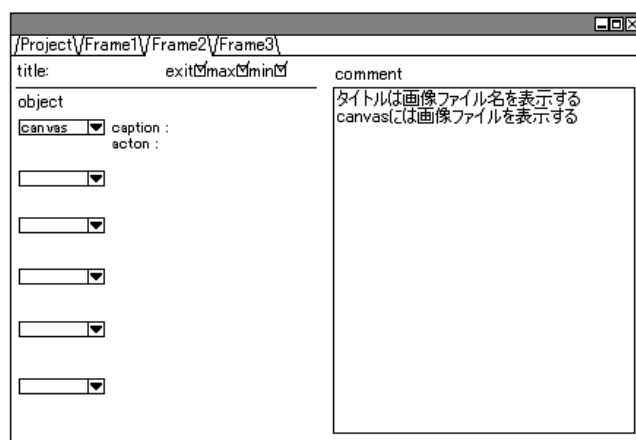 /Project\/Frame1\/Frame2\/Frame3\
title: exit max min
object
canvas caption :
acton :
comment
タイトルは画像ファイル名を表示する
canvasには画像ファイルを表示する